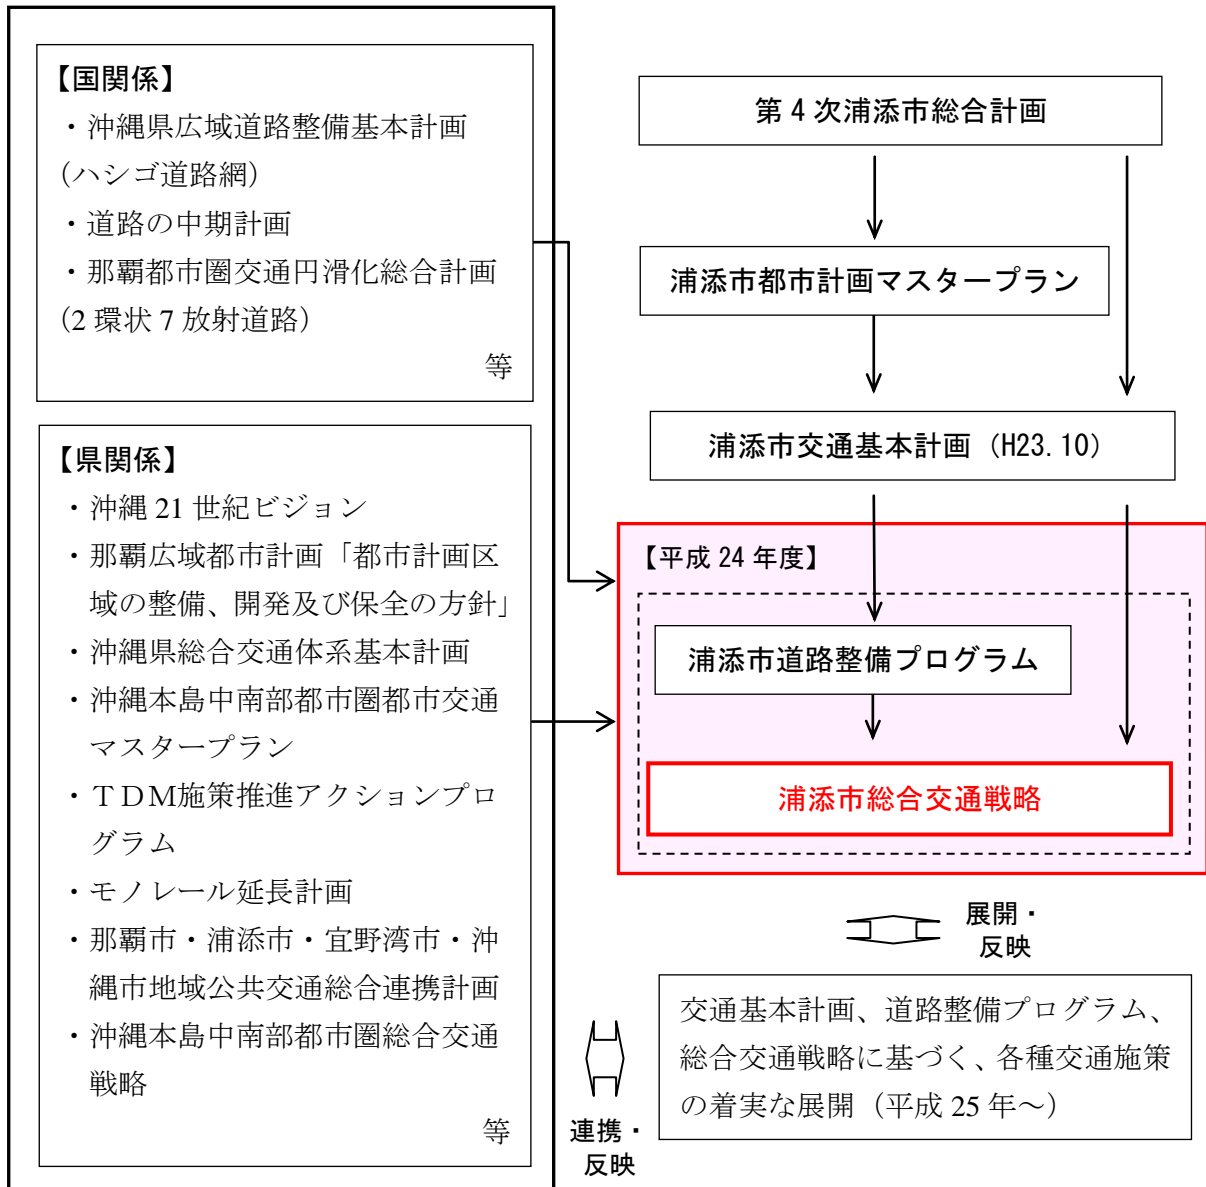 【国関係】
・沖縄県広域道路整備基本計画
（ハシゴ道路網）
・道路の中期計画
・那覇都市圏交通円滑化総合計画
（2 環状 7 放射道路）
等
【県関係】
・沖縄 21 世紀ビジョン
・那覇広域都市計画「都市計画区
域の整備、開発及び保全の方針」
・沖縄県総合交通体系基本計画
・沖縄本島中南部都市圏都市交通
マスタープラン
・ＴＤＭ施策推進アクションプロ
グラム
・モノレール延長計画
・那覇市・浦添市・宜野湾市・沖
縄市地域公共交通総合連携計画
・沖縄本島中南部都市圏総合交通
戦略
等
第 4 次浦添市総合計画
浦添市都市計画マスタープラン
浦添市交通基本計画（H23.10）
【平成 24 年度】
浦添市道路整備プログラム
浦添市総合交通戦略
展開・
反映
交通基本計画、道路整備プログラム、
総合交通戦略に基づく、各種交通施策
の着実な展開（平成 25 年～）
連携・
反映